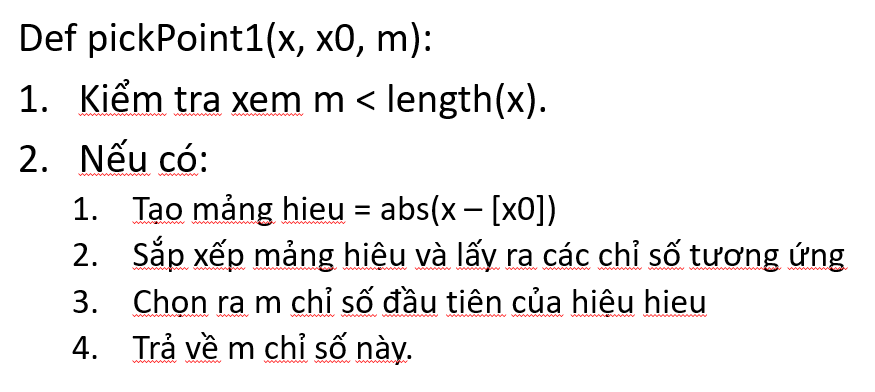 Def pickPoint1(x, x0, m):
1. Kiểm tra xem m < length(x).
2. Nếu có:
1. Tạo mảng hieu = abs(x – [x0])
2. Sắp xếp mảng hiệu và lấy ra các chỉ số tương ứng
3. Chọn ra m chỉ số đầu tiên của hiệu hieu
4. Trả về m chỉ số này.